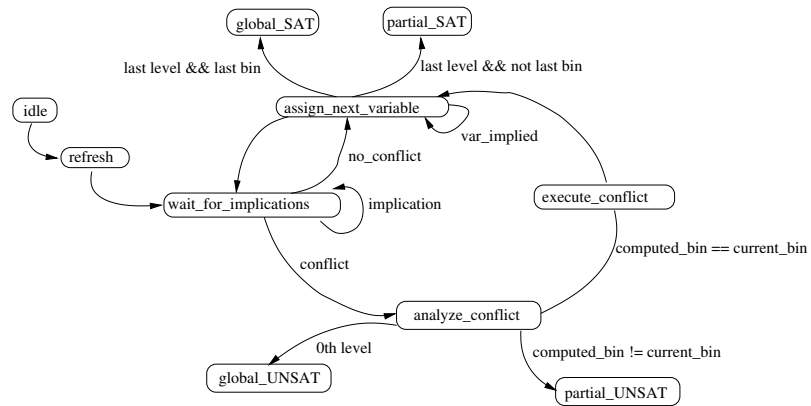 global_SAT
partial_SAT
last level && last bin
last level && not last bin
assign_next_variable
idle
var_implied
refresh
no_conflict
wait_for_implications
implication
execute_conflict
computed_bin == current_bin
conflict
analyze_conflict
0th level
computed_bin != current_bin
global_UNSAT
partial_UNSAT